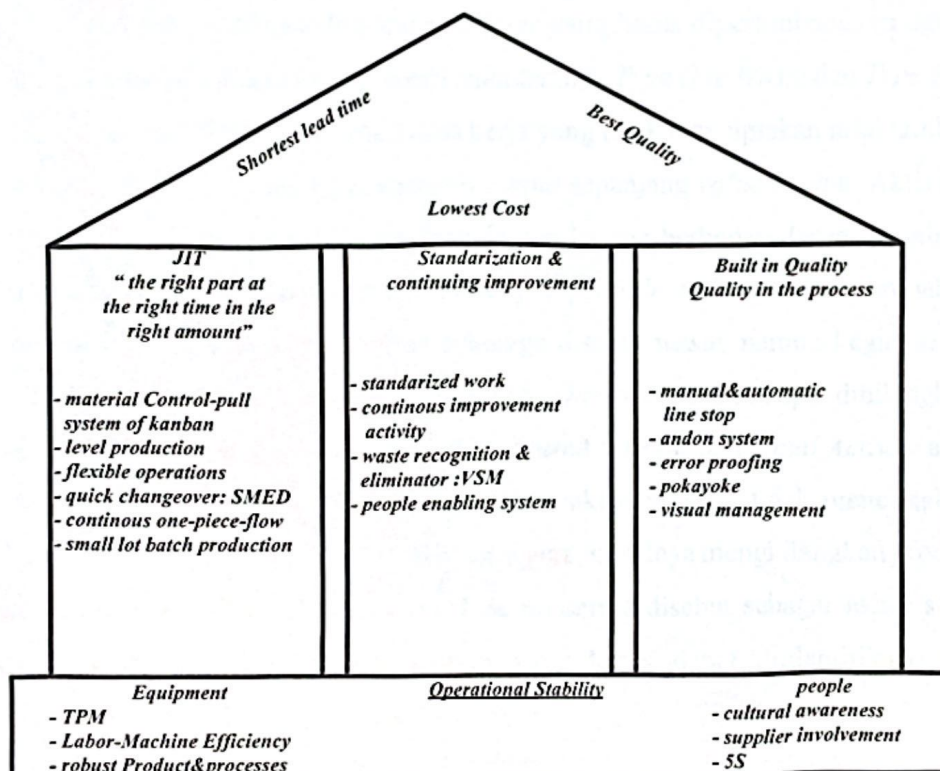 Shortest lead time
Best Quality
Lowest Cost
JIT
“ the right part at
the right time in the
right amount”
- material Control-pull
system of kanban
- level production
- flexible operations
- quick changeover: SMED
- continous one-piece-flow
- small lot batch production
Standarization &
continuing improvement
- standarized work
- continous improvement
activity
- waste recognition &
eliminator :VSM
- people enabling system
Built in Quality
Quality in the process
- manual&automatic
line stop
- andon system
- error proofing
- pokayoke
- visual management
Equipment
- TPM
- Labor-Machine Efficiency
- robust Product&processes
Operational Stability
people
- cultural awareness
- supplier involvement
- 5S